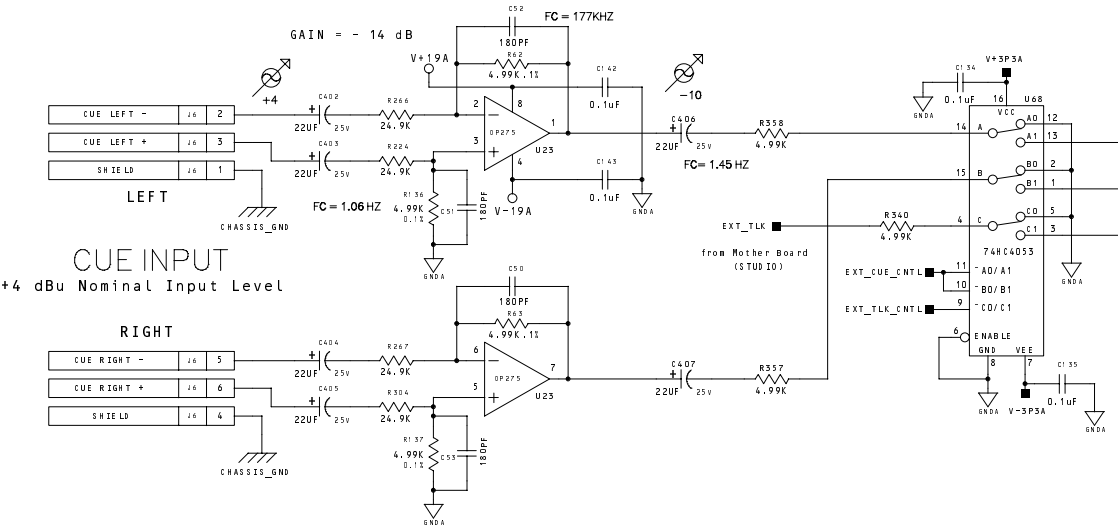 C52
FC = 177KHZ
180PF
GAIN = - 14 dB
R62
4.99K.1%
V+19A
+4
-10
C142
0.1uF
C134
0.1uF
GNDA
V+3P3A
16
U68
VCC
CUE LEFT - J6 2
CUE LEFT + J6 3
SHIELD J6 1
LEFT
CHASSIS_GND
C402
22UF 25V
C403
22UF 25V
R266
24.9K
R224
24.9K
2
3
8
1
4
OP275
U23
V-19A
C143
0.1uF
GNDA
FC = 1.06 HZ
R136
4.99K
0.1%
C51
180PF
GNDA
C406
22UF 25V
FC= 1.45 HZ
R358
4.99K
14 A A0 12
A1 13
15 B B0 2
B1 1
4 C C0 5
C1 3
74HC4053
EXT_TLK
R340
4.99K
from Mother Board
(STUDIO)
EXT_CUE_CNTL
11 ¯A0/A1
10 ¯B0/B1
EXT_TLK_CNTL
9 ¯C0/C1
6 ENABLE
GND VEE
8 7
GNDA
GNDA
V-3P3A
C135
0.1uF
GNDA
CUE INPUT
+4 dBu Nominal Input Level
RIGHT
CUE RIGHT - J6 5
CUE RIGHT + J6 6
SHIELD J6 4
CHASSIS_GND
C404
22UF 25V
C405
22UF 25V
R267
24.9K
R304
24.9K
C50
180PF
R63
4.99K.1%
6
5
7
OP275
U23
R137
4.99K
0.1%
C53
180PF
GNDA
C407
22UF 25V
R357
4.99K